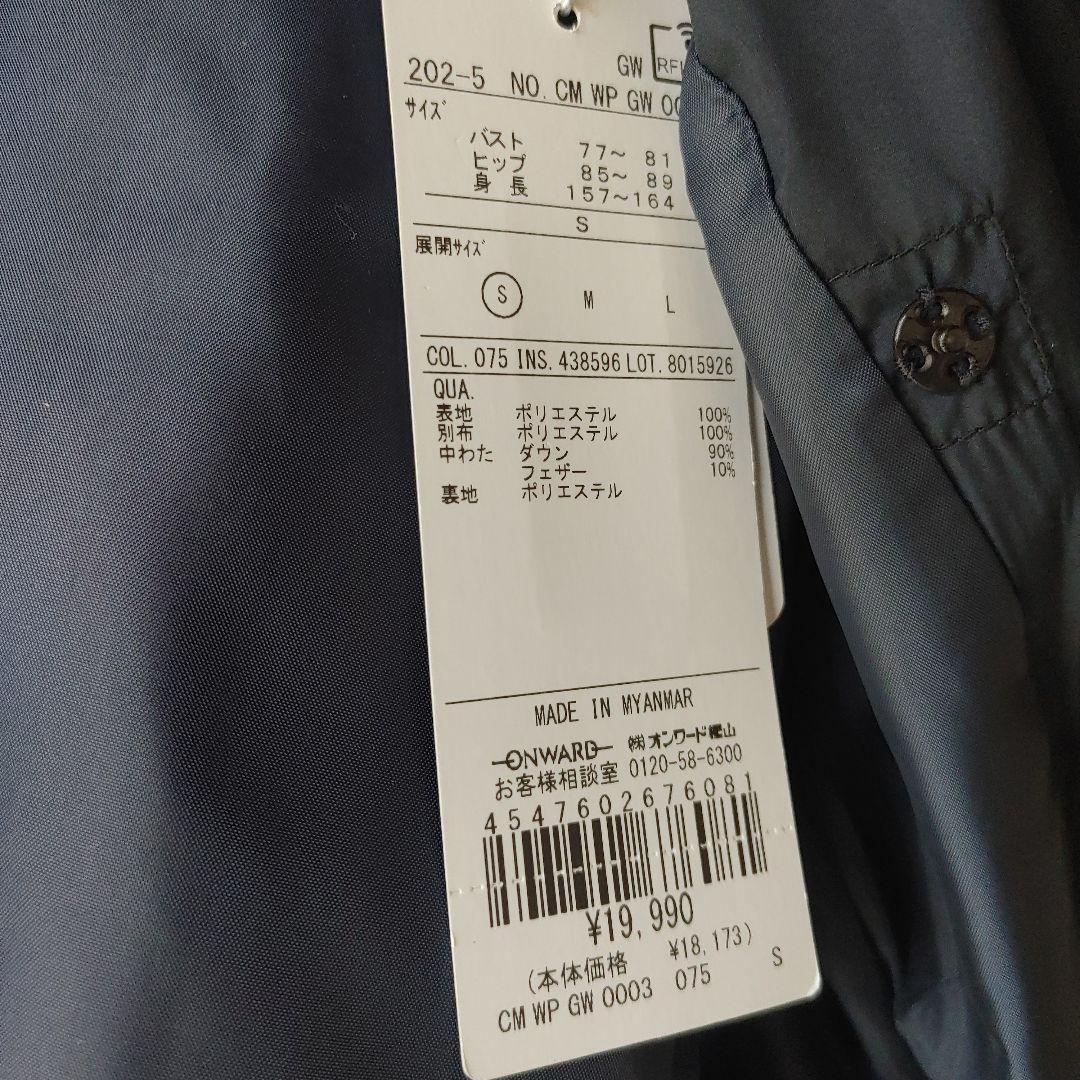 GW RFI
202-5 NO. CM WP GW
サイズ
バスト 77～ 81
ヒップ 85～ 89
身長 157～164
S
展開サイズ
S M L
COL. 075 INS. 438596 LOT. 8015926
QUA.
表地 ポリエステル 100%
別布 ポリエステル 100%
中わた ダウン 90%
フェザー 10%
裏地 ポリエステル
MADE IN MYANMAR
ONWARD ㈱オンワード樫山
お客様相談室 0120-58-6300
4547602676081
¥19,990
(本体価格 ¥18,173)
CM WP GW 0003 075 S